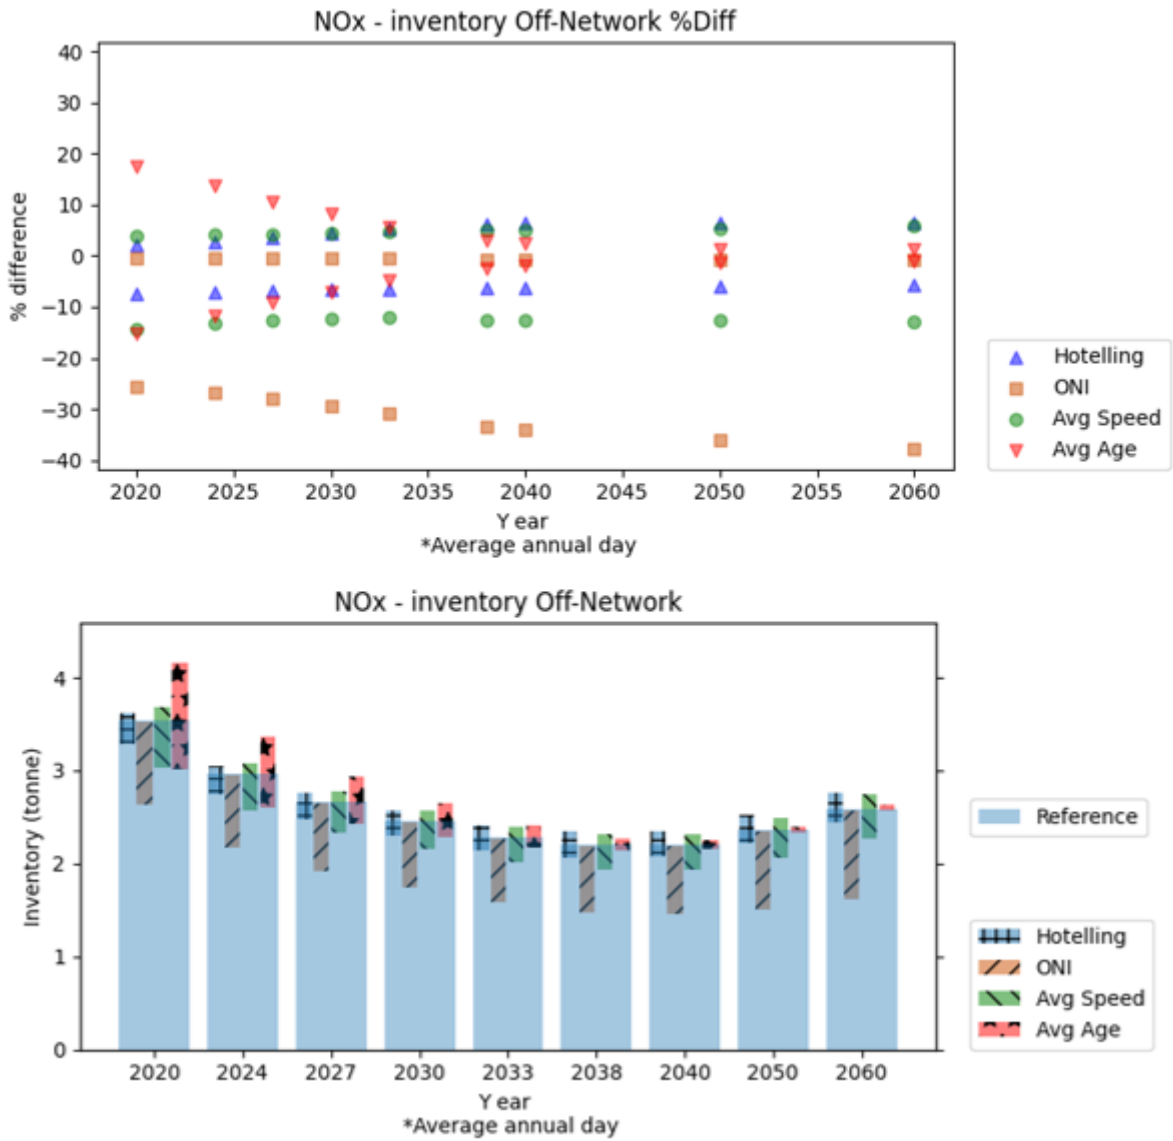 NOx - inventory Off-Network %Diff
40
30
20
10
0
−10
−20
−30
−40
% difference
2020 2025 2030 2035 2040 2045 2050 2055 2060
Y ear
*Average annual day
Hotelling
ONI
Avg Speed
Avg Age
NOx - inventory Off-Network
4
3
2
1
0
Inventory (tonne)
2020 2024 2027 2030 2033 2038 2040 2050 2060
Y ear
*Average annual day
Reference
Hotelling
ONI
Avg Speed
Avg Age